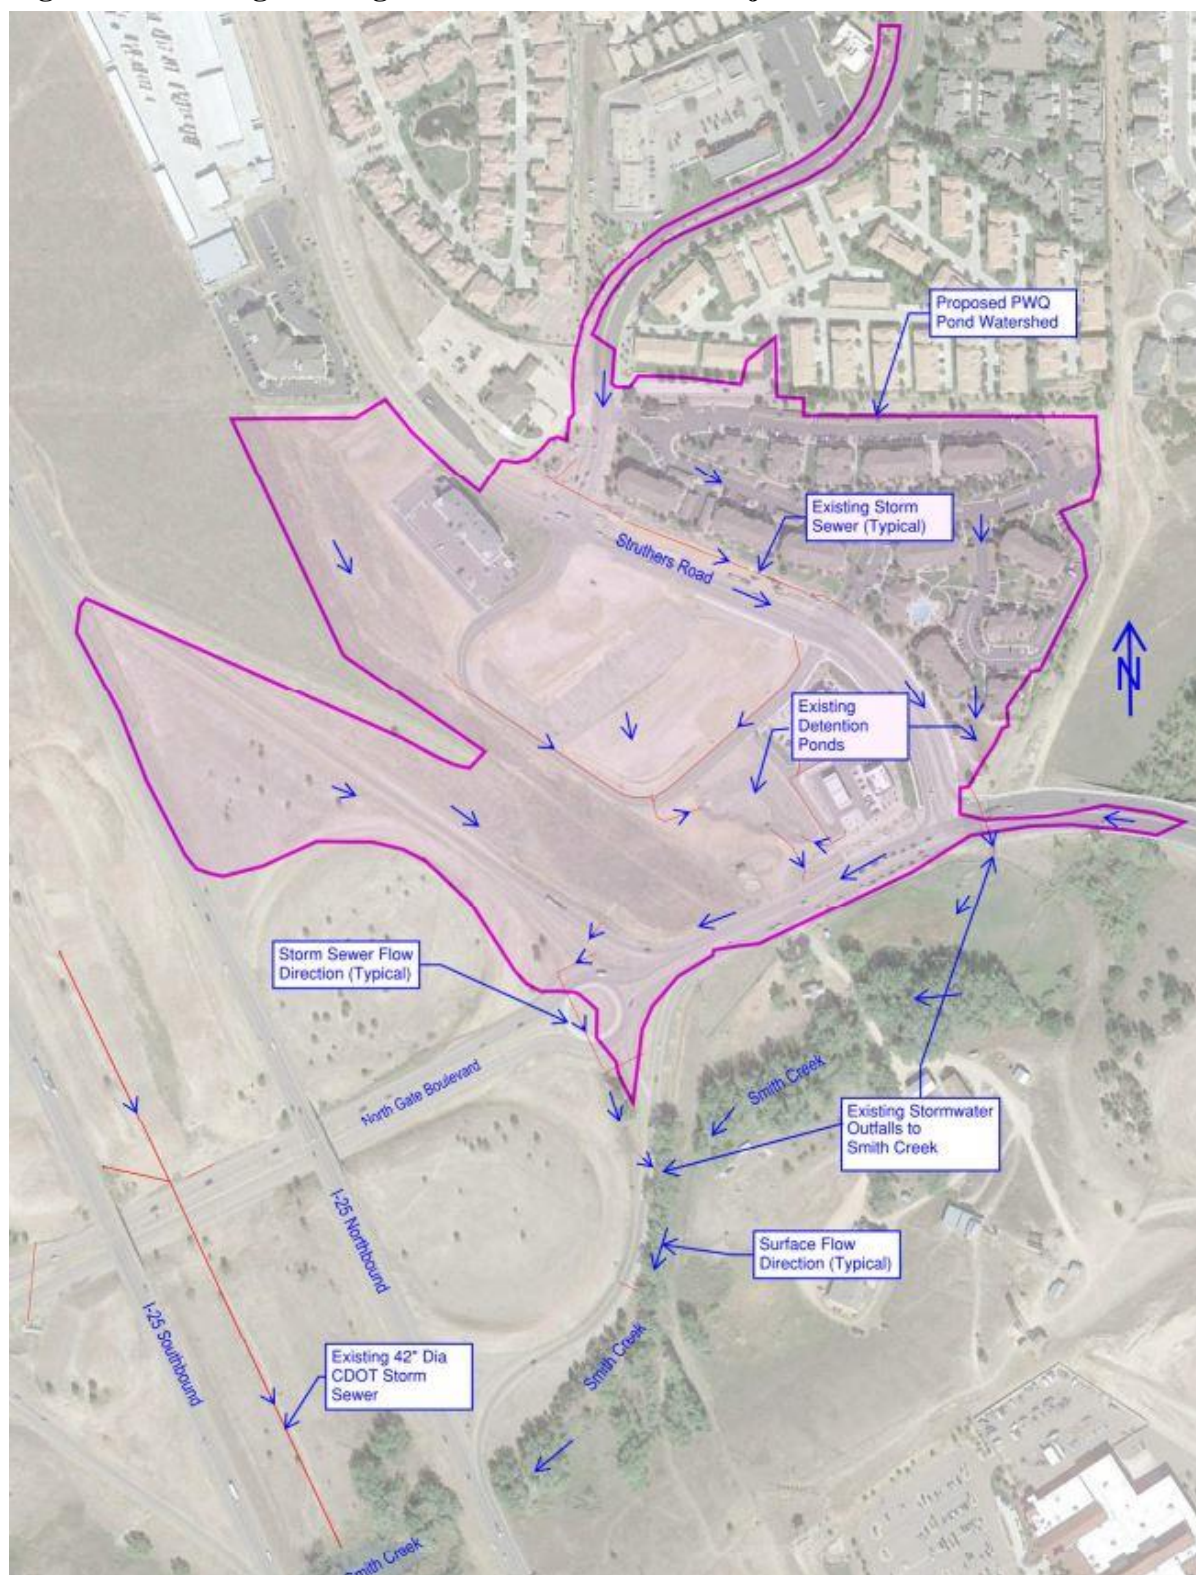 Proposed PWQ
Pond Watershed
Existing Storm
Sewer (Typical)
Struthers Road
N
Existing
Detention
Ponds
Storm Sewer Flow
Direction (Typical)
North Gate Boulevard
Smith Creek
Existing Stormwater
Outfalls to
Smith Creek
I-25 Northbound
Surface Flow
Direction (Typical)
I-25 Southbound
Smith Creek
Existing 42" Dia
CDOT Storm
Sewer
Smith Creek